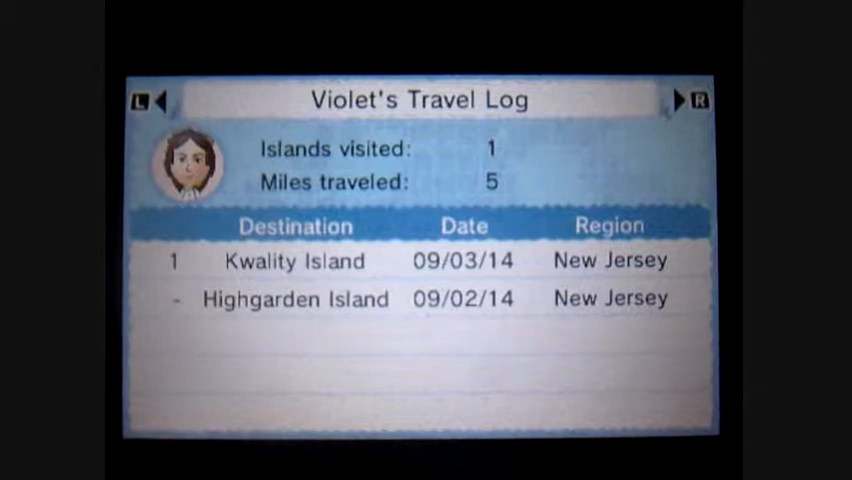 L Violet's Travel Log R
Islands visited: 1
Miles traveled: 5
Destination Date Region
1 Kwality Island 09/03/14 New Jersey
- Highgarden Island 09/02/14 New Jersey